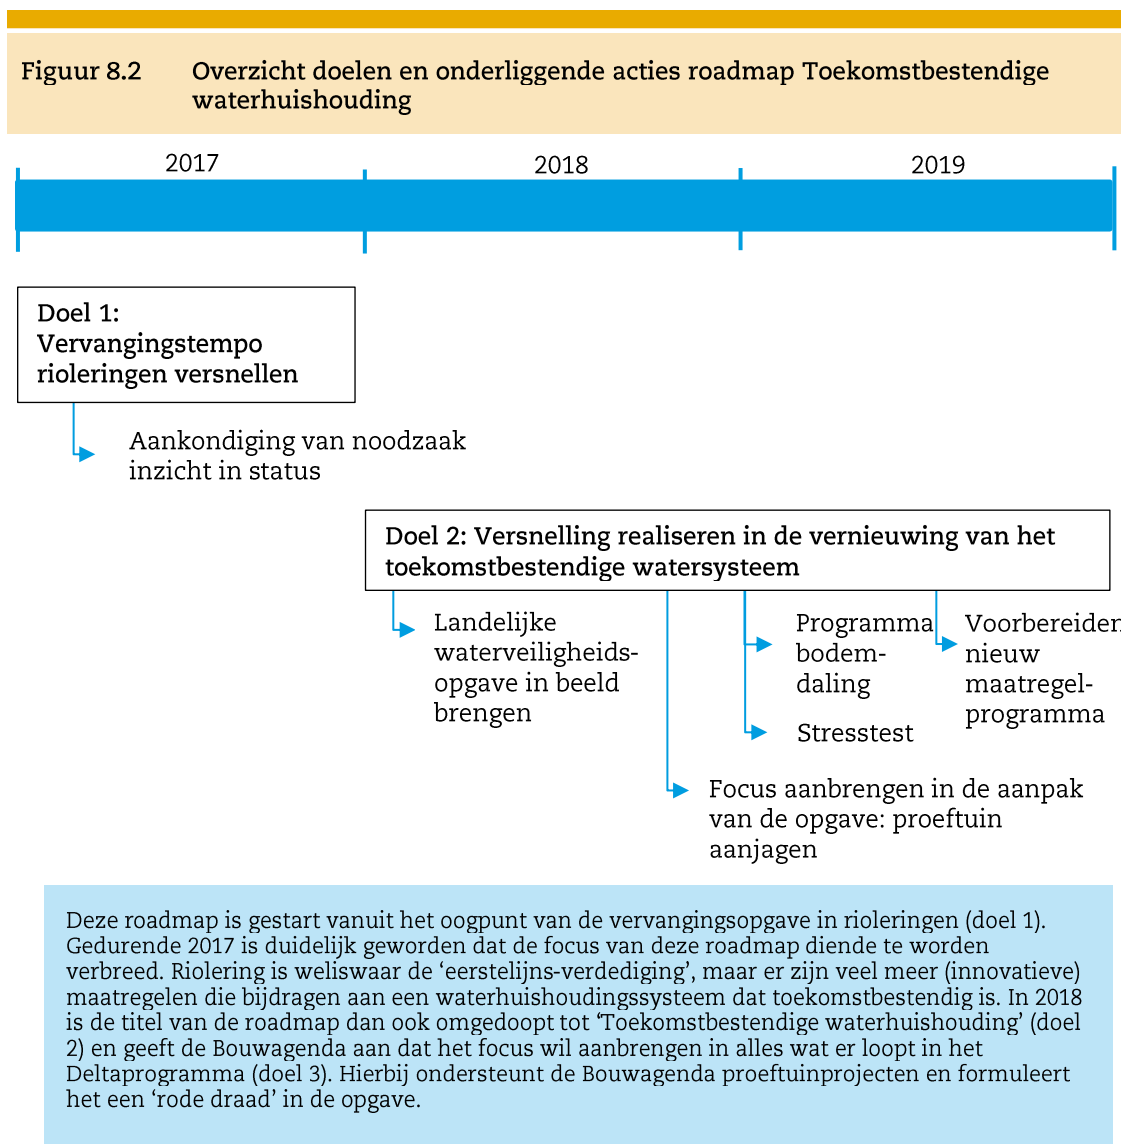 Figuur 8.2 Overzicht doelen en onderliggende acties roadmap Toekomstbestendige
waterhuishouding
2017 2018 2019
Doel 1:
Vervangingstempo
rioleringen versnellen
Aankondiging van noodzaak
inzicht in status
Doel 2: Versnelling realiseren in de vernieuwing van het
toekomstbestendige watersysteem
Landelijke
waterveiligheids-
opgave in beeld
brengen
Programma
bodem-
daling
Stresstest
Voorbereiden
nieuw
maatregel-
programma
Focus aanbrengen in de aanpak
van de opgave: proeftuin
aanjagen
Deze roadmap is gestart vanuit het oogpunt van de vervangingsopgave in rioleringen (doel 1).
Gedurende 2017 is duidelijk geworden dat de focus van deze roadmap diende te worden
verbreed. Riolering is weliswaar de ‘eerstelijns-verdediging’, maar er zijn veel meer (innovatieve)
maatregelen die bijdragen aan een waterhuishoudingssysteem dat toekomstbestendig is. In 2018
is de titel van de roadmap dan ook omgedoopt tot ‘Toekomstbestendige waterhuishouding’ (doel
2) en geeft de Bouwagenda aan dat het focus wil aanbrengen in alles wat er loopt in het
Deltaprogramma (doel 3). Hierbij ondersteunt de Bouwagenda proeftuinprojecten en formuleert
het een ‘rode draad’ in de opgave.